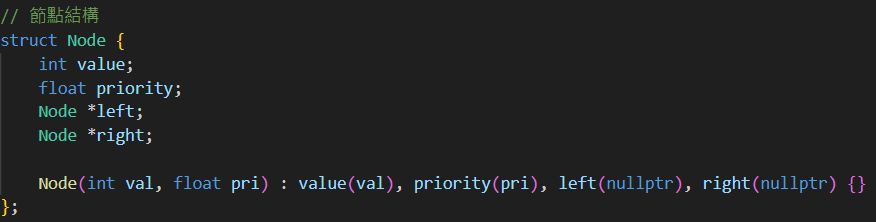 // 節點結構
struct Node {
    int value;
    float priority;
    Node *left;
    Node *right;

    Node(int val, float pri) : value(val), priority(pri), left(nullptr), right(nullptr) {}
};